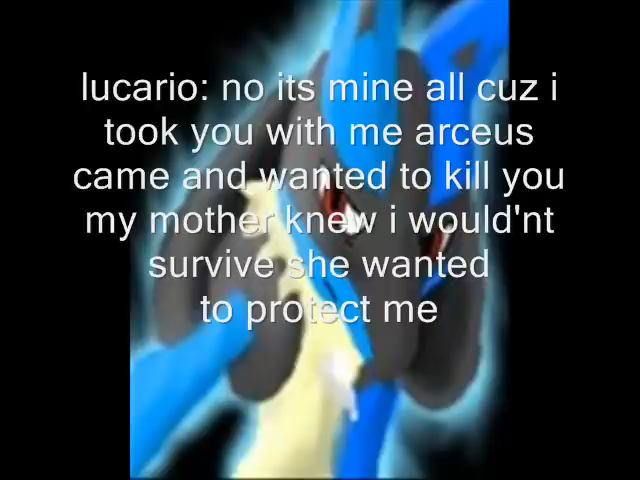 lucario: no its mine all cuz i
took you with me arceus
came and wanted to kill you
my mother knew i would'nt
survive she wanted
to protect me